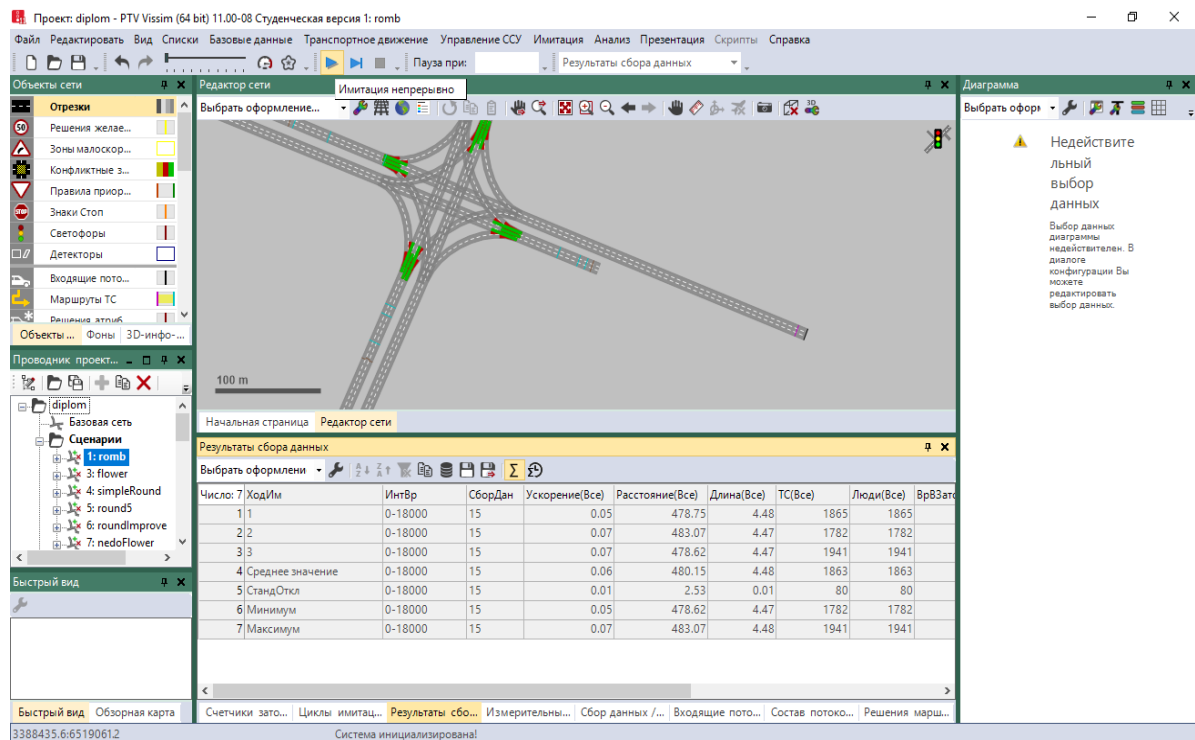 Проект: diplom - PTV Vissim (64 bit) 11.00-08 Студенческая версия 1: romb
Файл Редактировать Вид Списки Базовые данные Транспортное движение Управление ССУ Имитация Анализ Презентация Скрипты Справка
Пауза при: Результаты сбора данных
Объекты сети
Отрезки
50 Решения желае...
Зоны малоскор...
Конфликтные з...
Правила приор...
STOP Знаки Стоп
Светофоры
Детекторы
Входящие пото...
Маршруты ТС
Решения атриб
Объекты ... Фоны 3D-инфо-...
Редактор сети
Имитация непрерывно
Выбрать оформление...
3D
100 m
Начальная страница Редактор сети
Диаграмма
Выбрать оформ
Недействите
льный
выбор
данных
Выбор данных
диаграммы
недействителен. В
диалоге
конфигурации Вы
можете
редактировать
выбор данных.
Проводник проект...
diplom
Базовая сеть
Сценарии
1: romb
3: flower
4: simpleRound
5: round5
6: roundImprove
7: nedoFlower
Быстрый вид
Быстрый вид Обзорная карта
Результаты сбора данных
Выбрать оформлени
Число: 7 ХодИм ИнтВр СборДан Ускорение(Все) Расстояние(Все) Длина(Все) ТС(Все) Люди(Все) ВрВЗато
1 1 0-18000 15 0.05 478.75 4.48 1865 1865
2 2 0-18000 15 0.07 483.07 4.47 1782 1782
3 3 0-18000 15 0.07 478.62 4.47 1941 1941
4 Среднее значение 0-18000 15 0.06 480.15 4.48 1863 1863
5 СтандОткл 0-18000 15 0.01 2.53 0.01 80 80
6 Минимум 0-18000 15 0.05 478.62 4.47 1782 1782
7 Максимум 0-18000 15 0.07 483.07 4.48 1941 1941
Счетчики зато... Циклы имитац... Результаты сбо... Измерительны... Сбор данных /... Входящие пото... Состав потоко... Решения марш...
3388435.6:6519061.2 Система инициализирована!